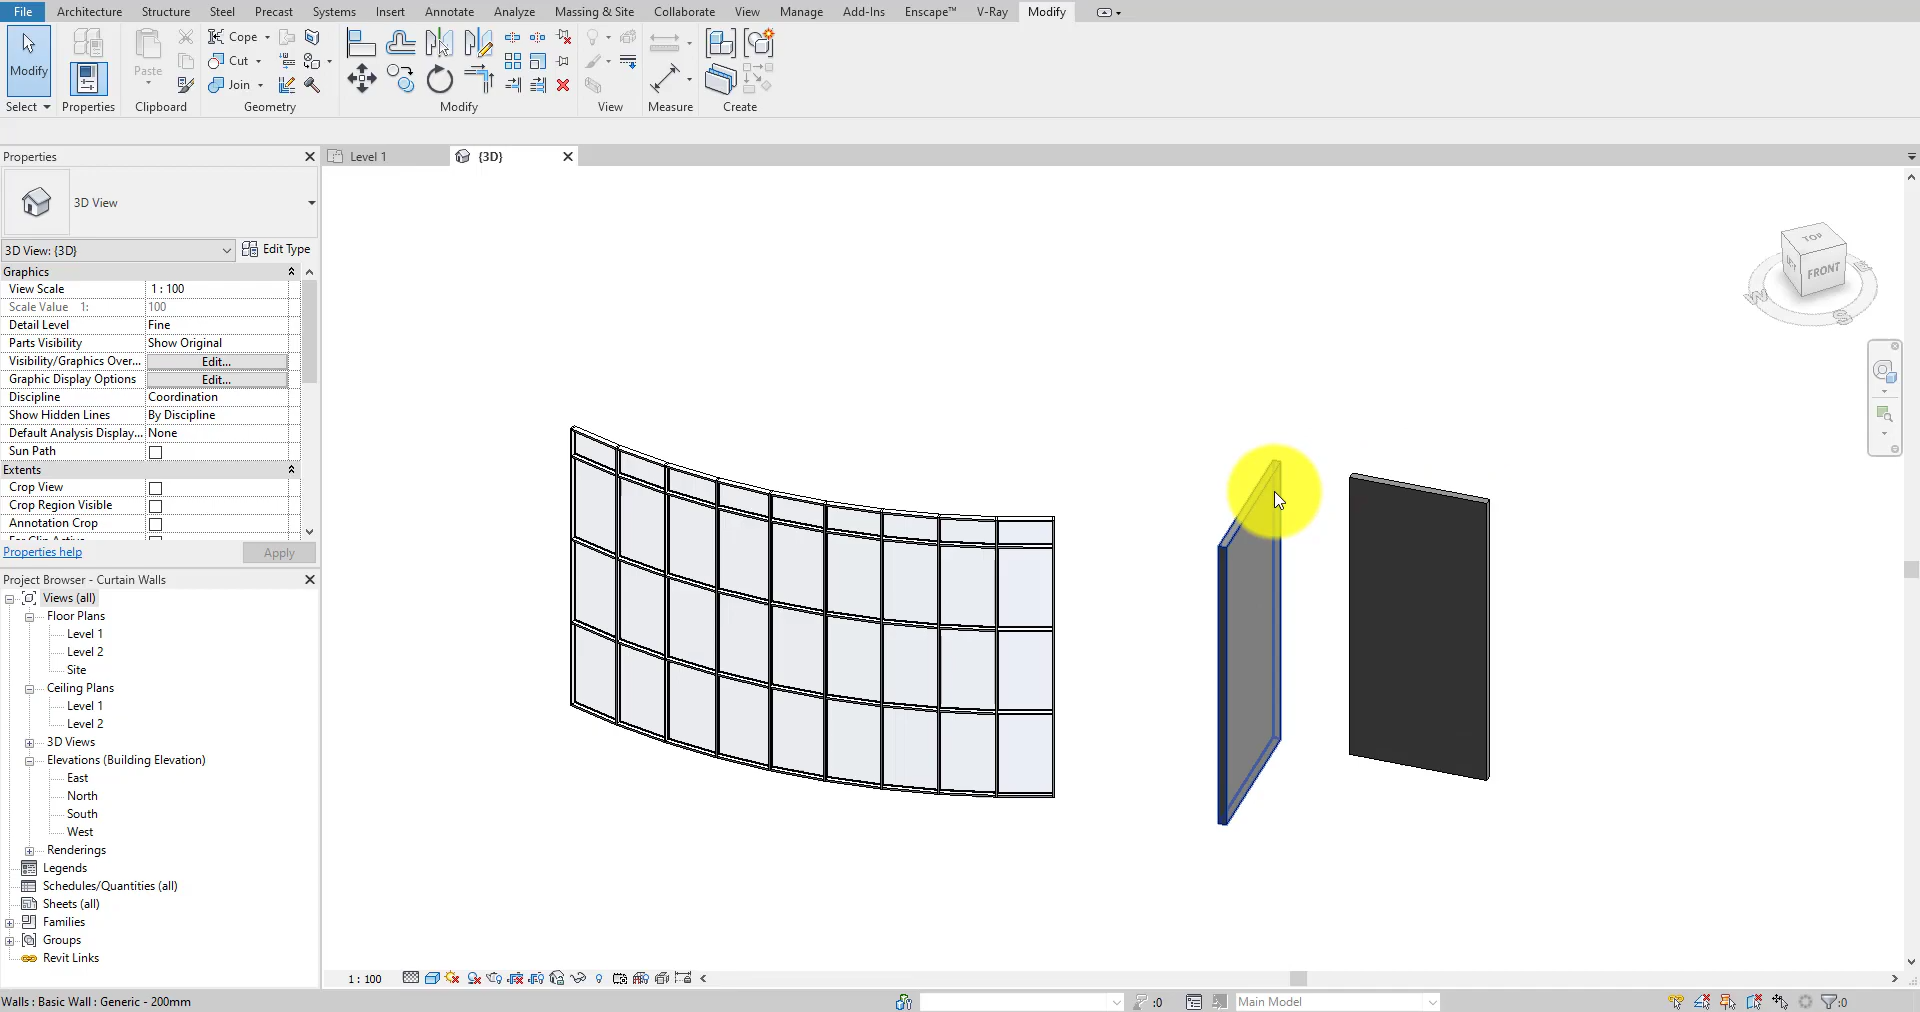 File Architecture Structure Steel Precast Systems Insert Annotate Analyze Massing & Site Collaborate View Manage Add-Ins Enscape™ V-Ray Modify
Modify
Paste
Cope
Cut
Join
Select Properties Clipboard Geometry Modify View Measure Create
Properties
Level 1
{3D}
3D View
3D View: {3D}
Edit Type
Graphics
View Scale 1 : 100
Scale Value 1: 100
Detail Level Fine
Parts Visibility Show Original
Visibility/Graphics Over... Edit...
Graphic Display Options Edit...
Discipline Coordination
Show Hidden Lines By Discipline
Default Analysis Display... None
Sun Path
Extents
Crop View
Crop Region Visible
Annotation Crop
Properties help
Apply
Project Browser - Curtain Walls
Views (all)
Floor Plans
Level 1
Level 2
Site
Ceiling Plans
Level 1
Level 2
3D Views
Elevations (Building Elevation)
East
North
South
West
Renderings
Legends
Schedules/Quantities (all)
Sheets (all)
Families
Groups
Revit Links
TOP
FRONT
W
S
E
1 : 100
Walls : Basic Wall : Generic - 200mm
:0
Main Model
:0